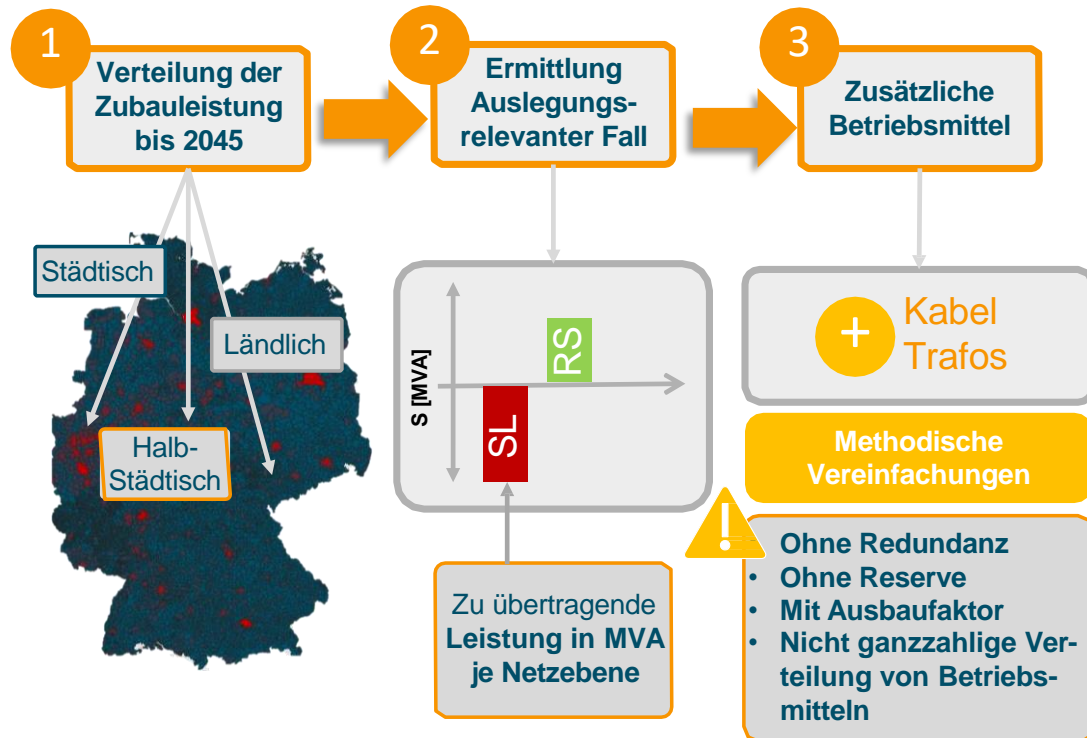 1
Verteilung der
Zubauleistung
bis 2045
2
Ermittlung
Auslegungs-
relevanter Fall
3
Zusätzliche
Betriebsmittel
Städtisch
Ländlich
Halb-
Städtisch
S [MVA]
SL
RS
Zu übertragende
Leistung in MVA
je Netzebene
+
Kabel
Trafos
Methodische
Vereinfachungen
!
Ohne Redundanz
• Ohne Reserve
• Mit Ausbaufaktor
• Nicht ganzzahlige Ver-
teilung von Betriebs-
mitteln